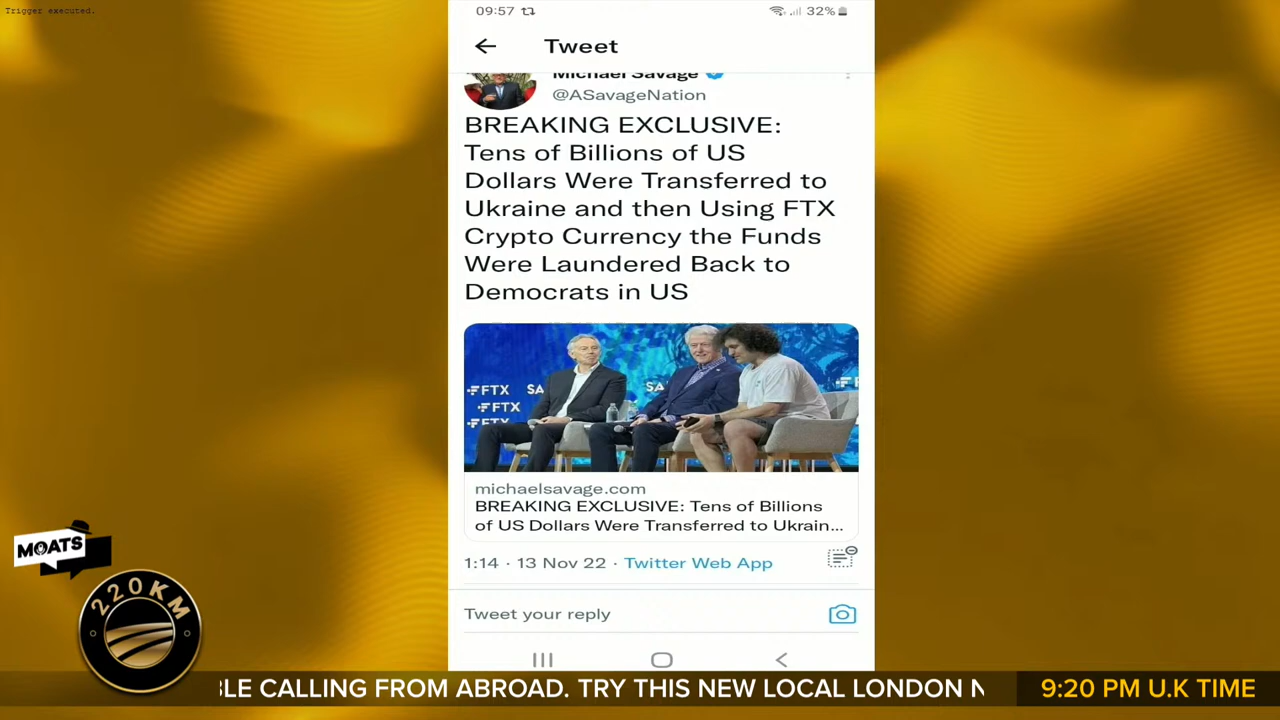 Trigger executed.
09:57
32%
Tweet
Michael Savage
@ASavageNation
BREAKING EXCLUSIVE:
Tens of Billions of US
Dollars Were Transferred to
Ukraine and then Using FTX
Crypto Currency the Funds
Were Laundered Back to
Democrats in US
FTX
SA
SA
FTX
FTX
michaelsavage.com
BREAKING EXCLUSIVE: Tens of Billions
of US Dollars Were Transferred to Ukrain...
1:14 · 13 Nov 22 · Twitter Web App
Tweet your reply
MOATS
220KM
BLE CALLING FROM ABROAD. TRY THIS NEW LOCAL LONDON N
9:20 PM U.K TIME